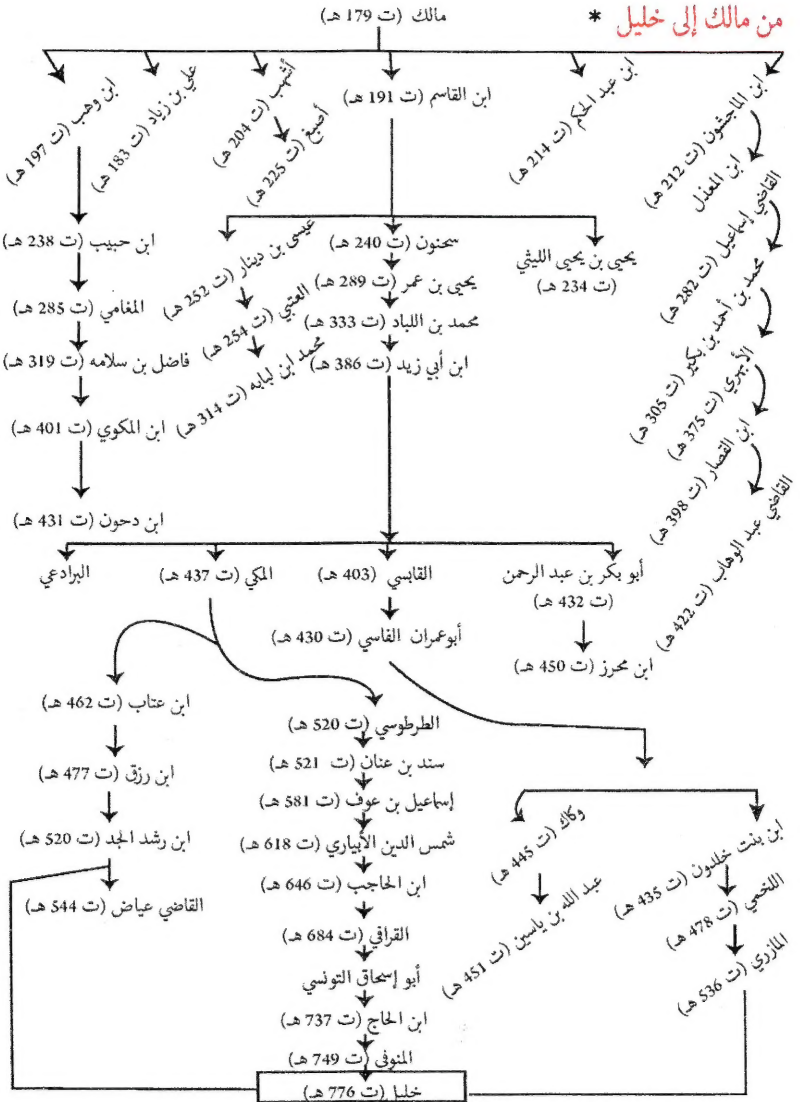 من مالك إلى خليل *
مالك (ت 179 هـ)
ابن الماجشون (ت 212 هـ)
ابن المعذل
القاضي إسماعيل (ت 282 هـ)
محمد بن أحمد بن بكير (ت 305 هـ)
الأبهري (ت 375 هـ)
ابن القصار (ت 398 هـ)
القاضي عبد الوهاب (ت 422 هـ)
ابن عبد الحكم (ت 214 هـ)
ابن القاسم (ت 191 هـ)
أشهب (ت 204 هـ)
أصبغ (ت 225 هـ)
علي بن زياد (ت 183 هـ)
ابن وهب (ت 197 هـ)
يحيى بن يحيى الليثي
(ت 234 هـ)
سحنون (ت 240 هـ)
يحيى بن عمر (ت 289 هـ)
محمد بن اللباد (ت 333 هـ)
ابن أبي زيد (ت 386 هـ)
عيسى بن دينار (ت 252 هـ)
العتبي (ت 254 هـ)
محمد ابن لبابه (ت 314 هـ)
ابن حبيب (ت 238 هـ)
المغامي (ت 285 هـ)
فاضل بن سلامه (ت 319 هـ)
ابن المكوي (ت 401 هـ)
ابن دحون (ت 431 هـ)
أبو بكر بن عبد الرحمن
(ت 432 هـ)
ابن محرز (ت 450 هـ)
القابسي (403 هـ)
أبوعمران الفاسي (ت 430 هـ)
المكي (ت 437 هـ)
البرادعي
ابن بنت خلدون (ت 435 هـ)
اللخمي (ت 478 هـ)
المازري (ت 536 هـ)
وكاك (ت 445 هـ)
عبد الله بن ياسين (ت 451 هـ)
الطرطوسي (ت 520 هـ)
سند بن عنان (ت 521 هـ)
إسماعيل بن عوف (ت 581 هـ)
شمس الدين الأبياري (ت 618 هـ)
ابن الحاجب (ت 646 هـ)
القرافي (ت 684 هـ)
أبو إسحاق التونسي
ابن الحاج (ت 737 هـ)
المنوفى (ت 749 هـ)
خليل (ت 776 هـ)
ابن عتاب (ت 462 هـ)
ابن رزق (ت 477 هـ)
ابن رشد الجد (ت 520 هـ)
القاضي عياض (ت 544 هـ)